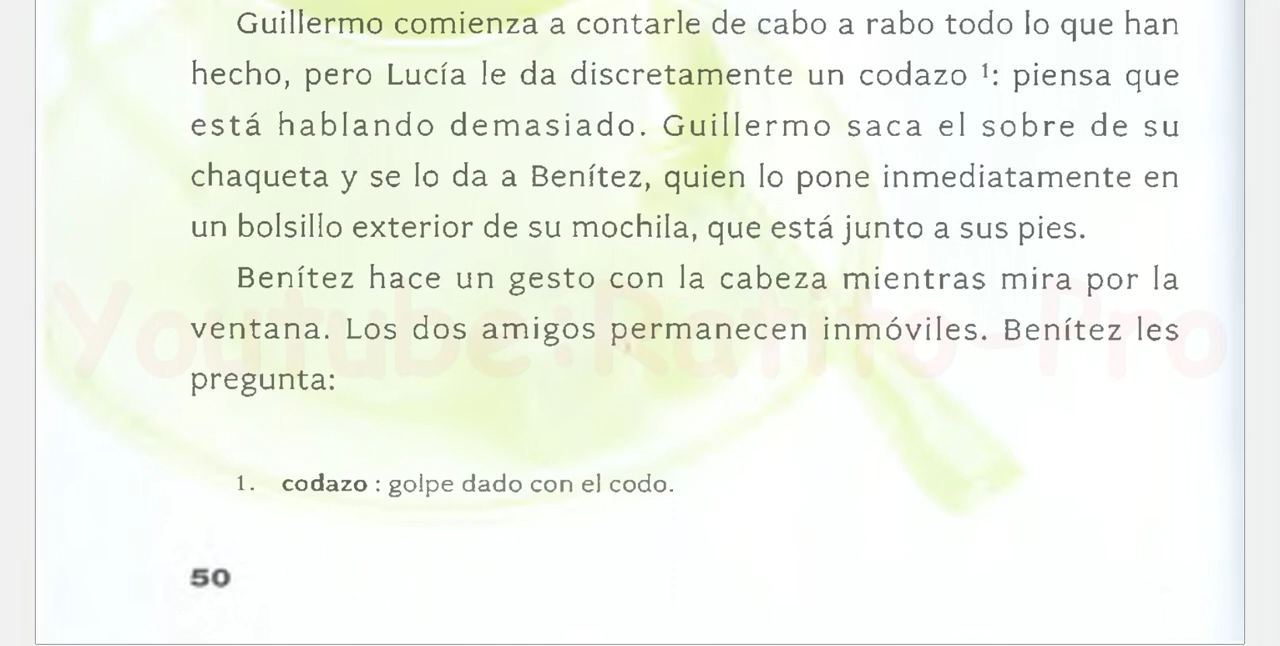 Guillermo comienza a contarle de cabo a rabo todo lo que han
hecho, pero Lucía le da discretamente un codazo ¹: piensa que
está hablando demasiado. Guillermo saca el sobre de su
chaqueta y se lo da a Benítez, quien lo pone inmediatamente en
un bolsillo exterior de su mochila, que está junto a sus pies.
Benítez hace un gesto con la cabeza mientras mira por la
ventana. Los dos amigos permanecen inmóviles. Benítez les
Youtube:Ratito-Pro
pregunta:
1. codazo : golpe dado con el codo.
50